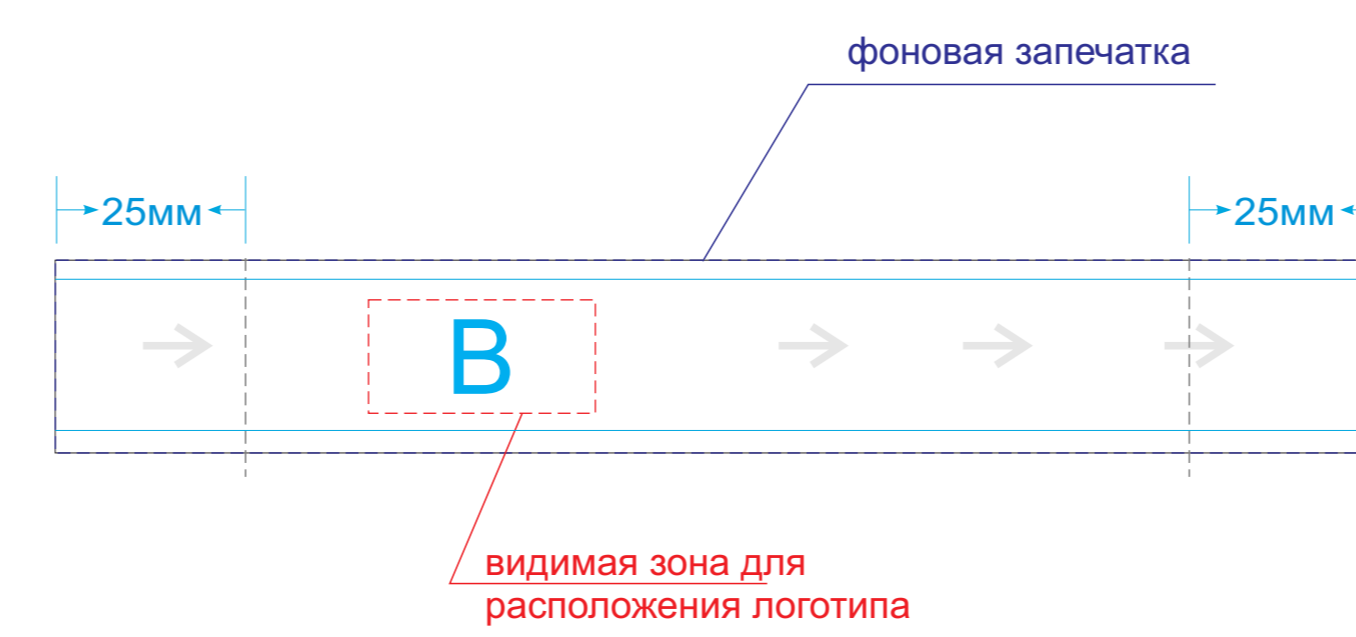 фоновая запечатка
25мм
25мм
В
видимая зона для
расположения логотипа